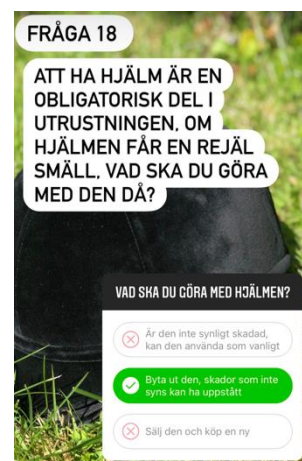 FRÅGA 18
ATT HA HJÄLM ÄR EN
OBLIGATORISK DEL I
UTRUSTNINGEN, OM
HJÄLMEN FÅR EN REJÄL
SMÄLL, VAD SKA DU GÖRA
MED DEN DÅ?
VAD SKA DU GÖRA MED HJÄLMEN?
Är den inte synligt skadad,
kan den använda som vanligt
Byta ut den, skador som inte
syns kan ha uppstått
Sälj den och köp en ny